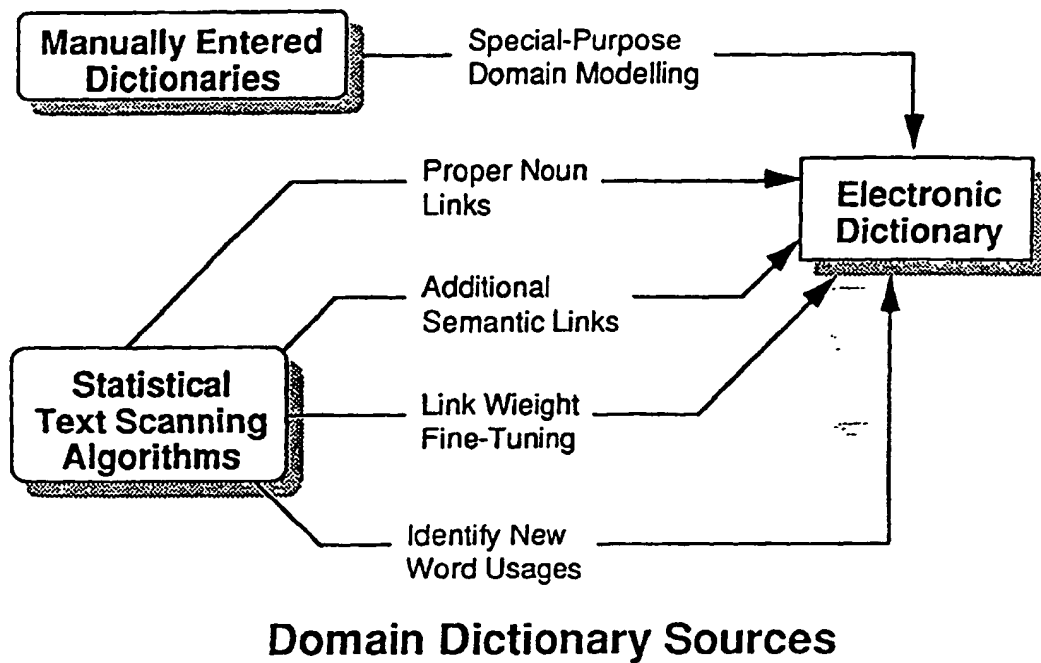 Manually Entered
Dictionaries
Special-Purpose
Domain Modelling
Proper Noun
Links
Electronic
Dictionary
Additional
Semantic Links
Statistical
Text Scanning
Algorithms
Link Wieight
Fine-Tuning
Identify New
Word Usages
Domain Dictionary Sources